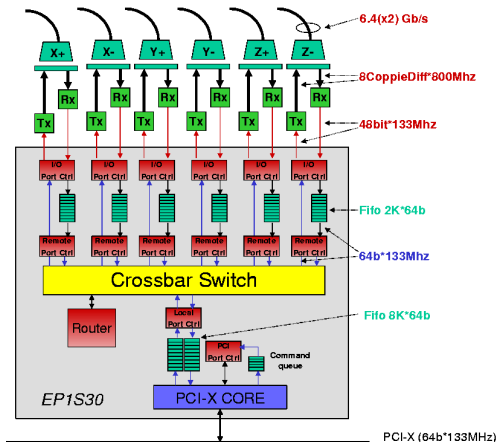 6.4(x2) Gb/s
X+ X- Y+ Y- Z+ Z-
8CoppieDiff*800Mhz
Rx Rx Rx Rx Rx Rx
Tx Tx Tx Tx Tx Tx
48bit*133Mhz
I/O I/O I/O I/O I/O I/O
Port Ctrl Port Ctrl Port Ctrl Port Ctrl Port Ctrl Port Ctrl
Fifo 2K*64b
Remote Remote Remote Remote Remote Remote
Port Ctrl Port Ctrl Port Ctrl Port Ctrl Port Ctrl Port Ctrl
64b*133Mhz
Crossbar Switch
Local
Port Ctrl
Fifo 8K*64b
Router
PCI
Port Ctrl
Command
queue
EP1S30
PCI-X CORE
PCI-X (64b*133MHz)